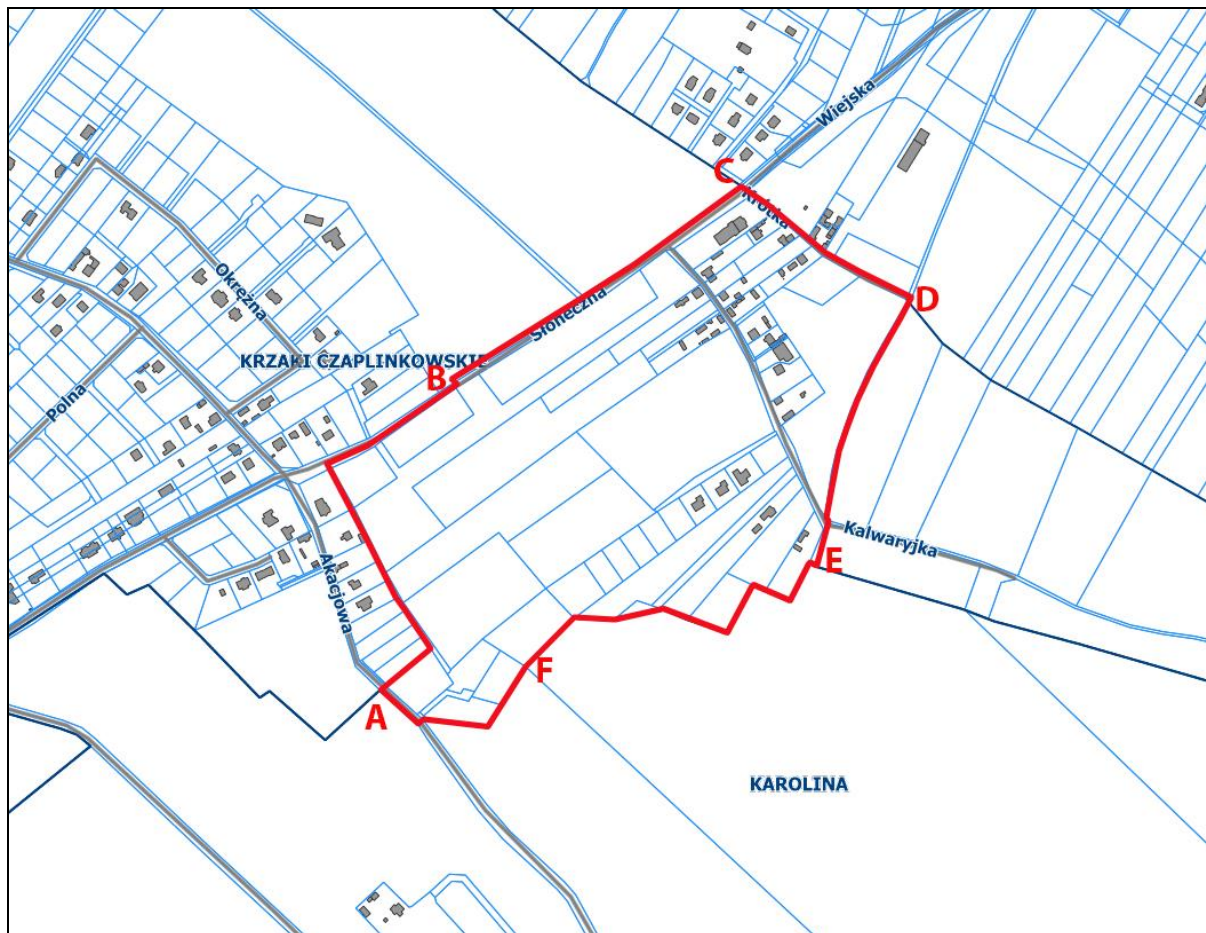 Wiejska
C
Krótka
Okrężna
D
Słoneczna
KRZAKI CZAPLINKOWSKIE
B
Polna
Kalwaryjka
E
Akacjowa
F
A
KAROLINA